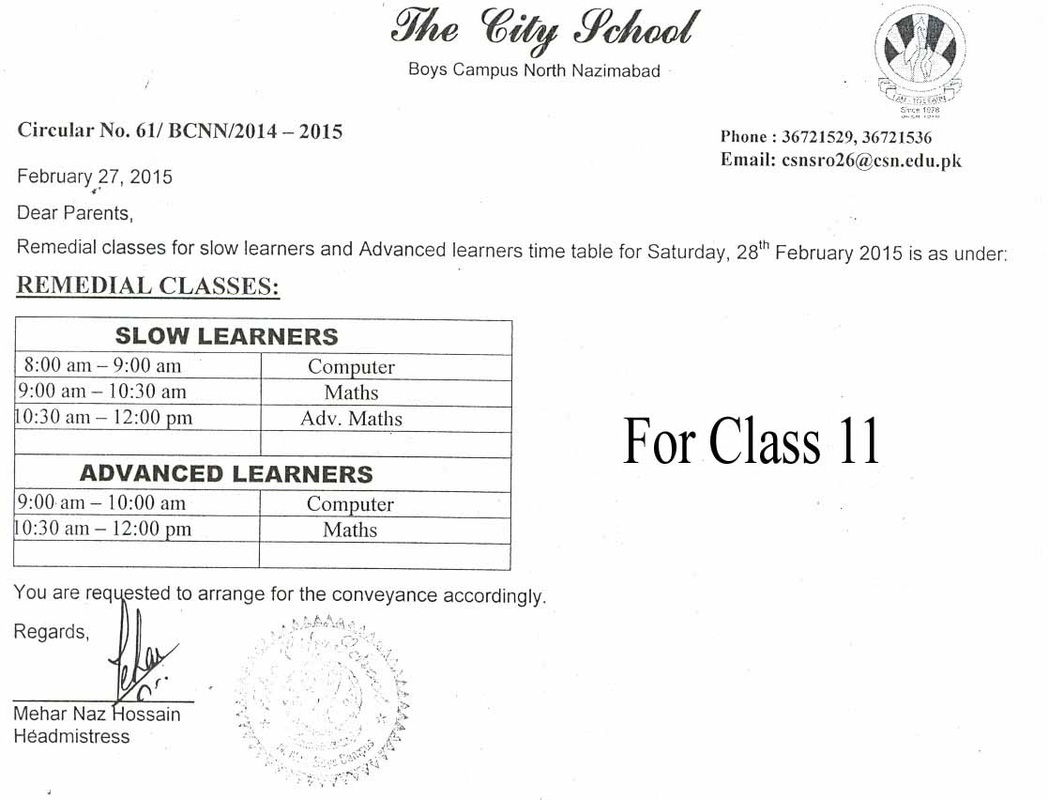 The City School
Boys Campus North Nazimabad
I AM TO LEARN
Since 1978
Circular No. 61/ BCNN/2014 – 2015
Phone : 36721529, 36721536
Email: csnsro26@csn.edu.pk
February 27, 2015
Dear Parents,
Remedial classes for slow learners and Advanced learners time table for Saturday, 28th February 2015 is as under:
REMEDIAL CLASSES:
SLOW LEARNERS
8:00 am – 9:00 am Computer
9:00 am – 10:30 am Maths
10:30 am – 12:00 pm Adv. Maths
For Class 11
ADVANCED LEARNERS
9:00 am – 10:00 am Computer
10:30 am – 12:00 pm Maths
You are requested to arrange for the conveyance accordingly.
Regards,
Mehar Naz Hossain
Headmistress